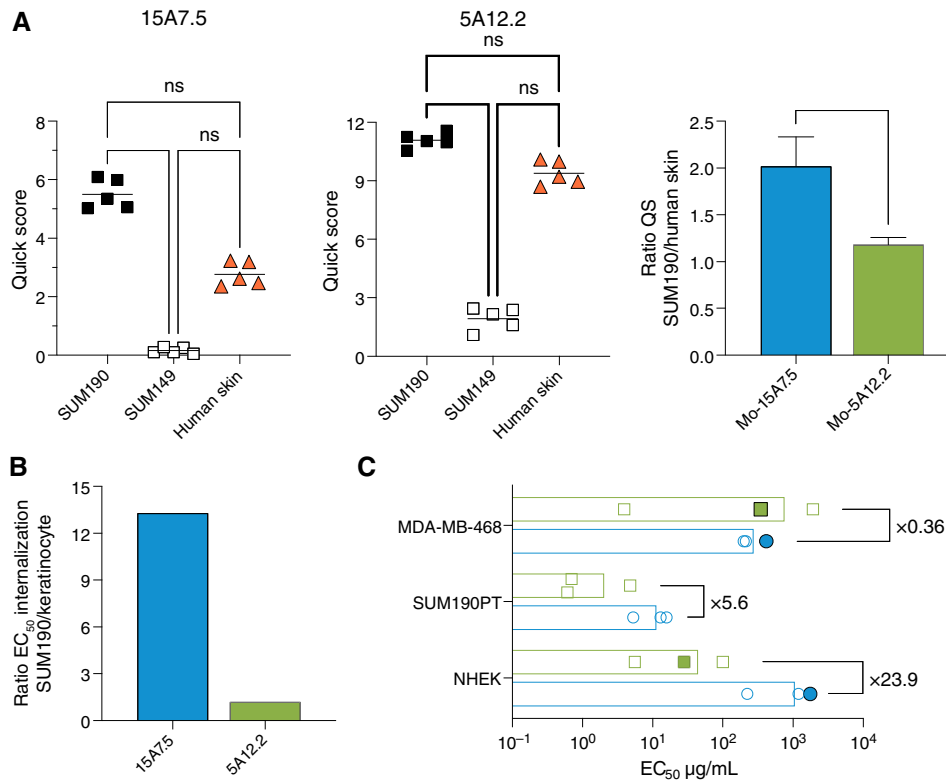 A
15A7.5
ns
ns
Quick score
8
6
4
2
0
SUM190
SUM149
Human skin
5A12.2
ns
Quick score
12
9
6
3
0
SUM190
SUM149
Human skin
Ratio QS
SUM190/human skin
2.5
2.0
1.5
1.0
0.5
0.0
Mo-15A7.5
Mo-5A12.2
B
Ratio EC50 internalization
SUM190/keratinocyte
15
12
9
6
3
0
15A7.5
5A12.2
C
MDA-MB-468
×0.36
SUM190PT
×5.6
NHEK
×23.9
10⁻¹ 10⁰ 10¹ 10² 10³ 10⁴
EC50 µg/mL